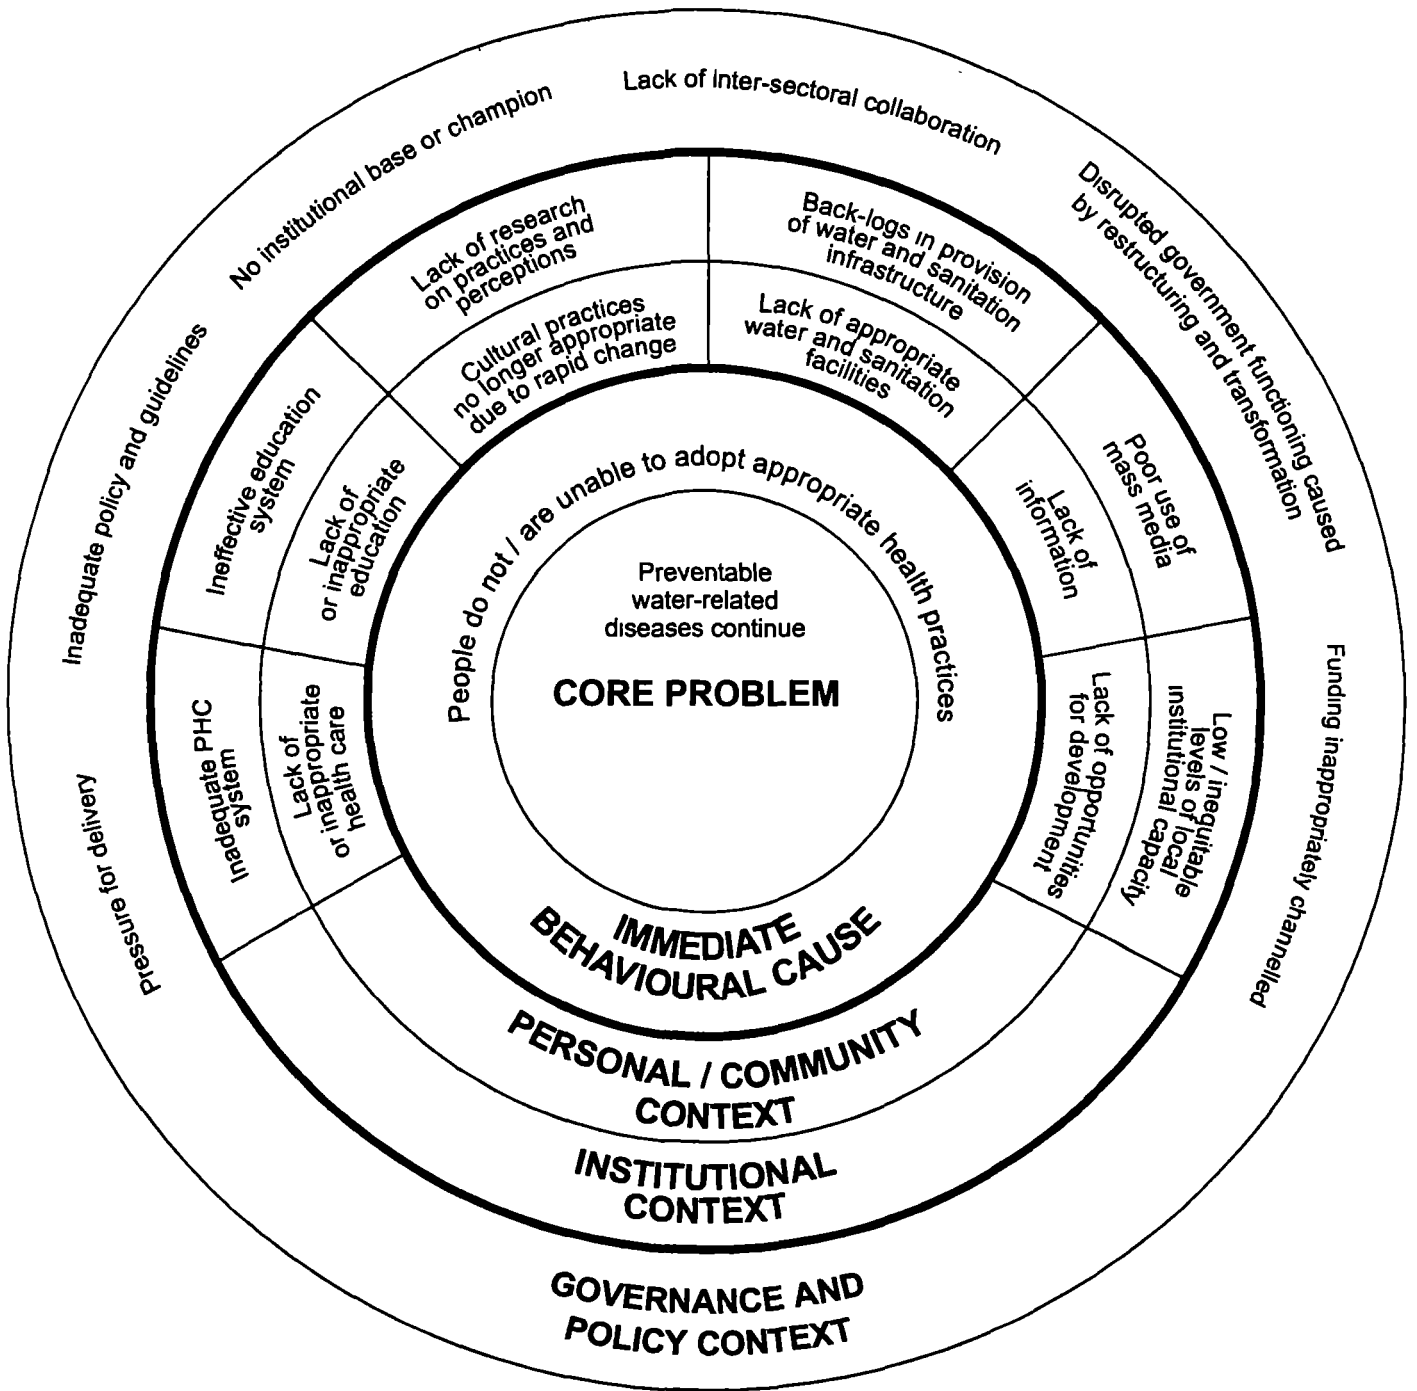 Lack of Inter-sectoral collaboration
No institutional base or champion
Disrupted government functioning caused
by restructuring and transformation
Inadequate policy and guidelines
Funding inappropriately channelled
Pressure for delivery
Lack of research
on practices and
perceptions
Back-logs in provision
of water and sanitation
infrastructure
Cultural practices
no longer appropriate
due to rapid change
Lack of appropriate
water and sanitation
facilities
Ineffective education
system
Lack of
or inappropriate
education
Lack of
information
Poor use of
mass media
Inadequate PHC
system
Lack of
or inappropriate
health care
Lack of opportunities
for development
Low / inequitable
levels of local
institutional capacity
People do not / are unable to adopt appropriate health practices
Preventable
water-related
diseases continue
CORE PROBLEM
IMMEDIATE
BEHAVIOURAL CAUSE
PERSONAL / COMMUNITY
CONTEXT
INSTITUTIONAL
CONTEXT
GOVERNANCE AND
POLICY CONTEXT